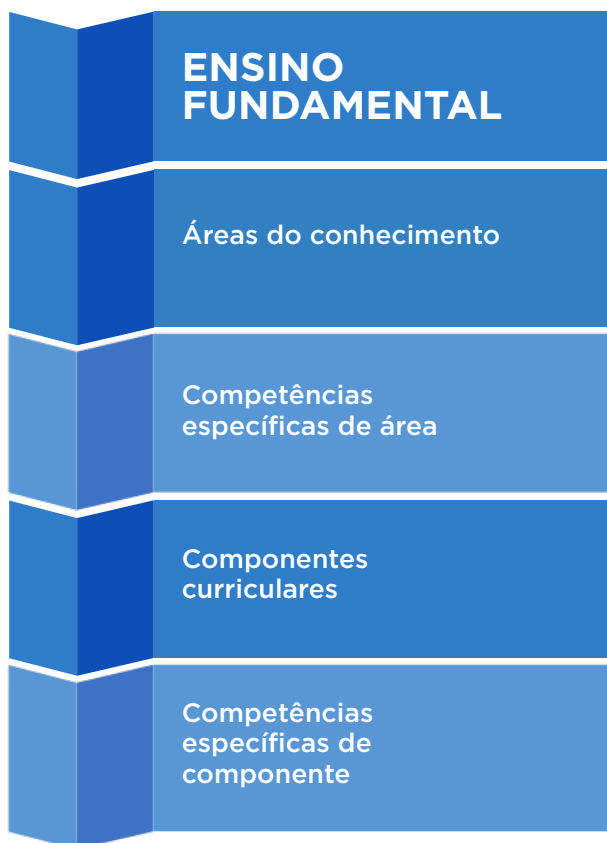 ENSINO
FUNDAMENTAL
Áreas do conhecimento
Competências
específicas de área
Componentes
curriculares
Competências
específicas de
componente